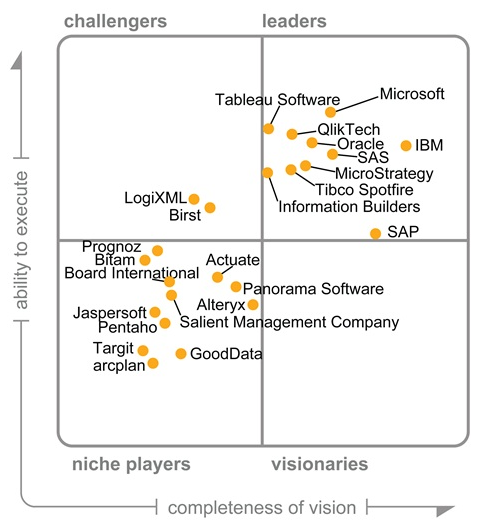 challengers
leaders
Tableau Software
Microsoft
QlikTech
Oracle
IBM
SAS
MicroStrategy
Tibco Spotfire
Information Builders
LogiXML
Birst
SAP
Prognoz
Bitam
Board International
Actuate
Panorama Software
Alteryx
Jaspersoft
Salient Management Company
Pentaho
Targit
GoodData
arcplan
ability to execute
niche players
visionaries
completeness of vision